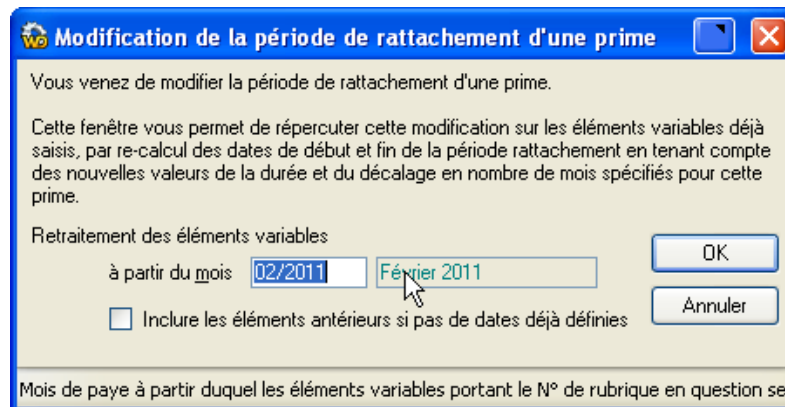 Modification de la période de rattachement d'une prime
Vous venez de modifier la période de rattachement d'une prime.
Cette fenêtre vous permet de répercuter cette modification sur les éléments variables déjà
saisis, par re-calcul des dates de début et fin de la période rattachement en tenant compte
des nouvelles valeurs de la durée et du décalage en nombre de mois spécifiés pour cette
prime.
Retraitement des éléments variables
à partir du mois 02/2011 Février 2011
OK
Inclure les éléments antérieurs si pas de dates déjà définies
Annuler
Mois de paye à partir duquel les éléments variables portant le N° de rubrique en question se